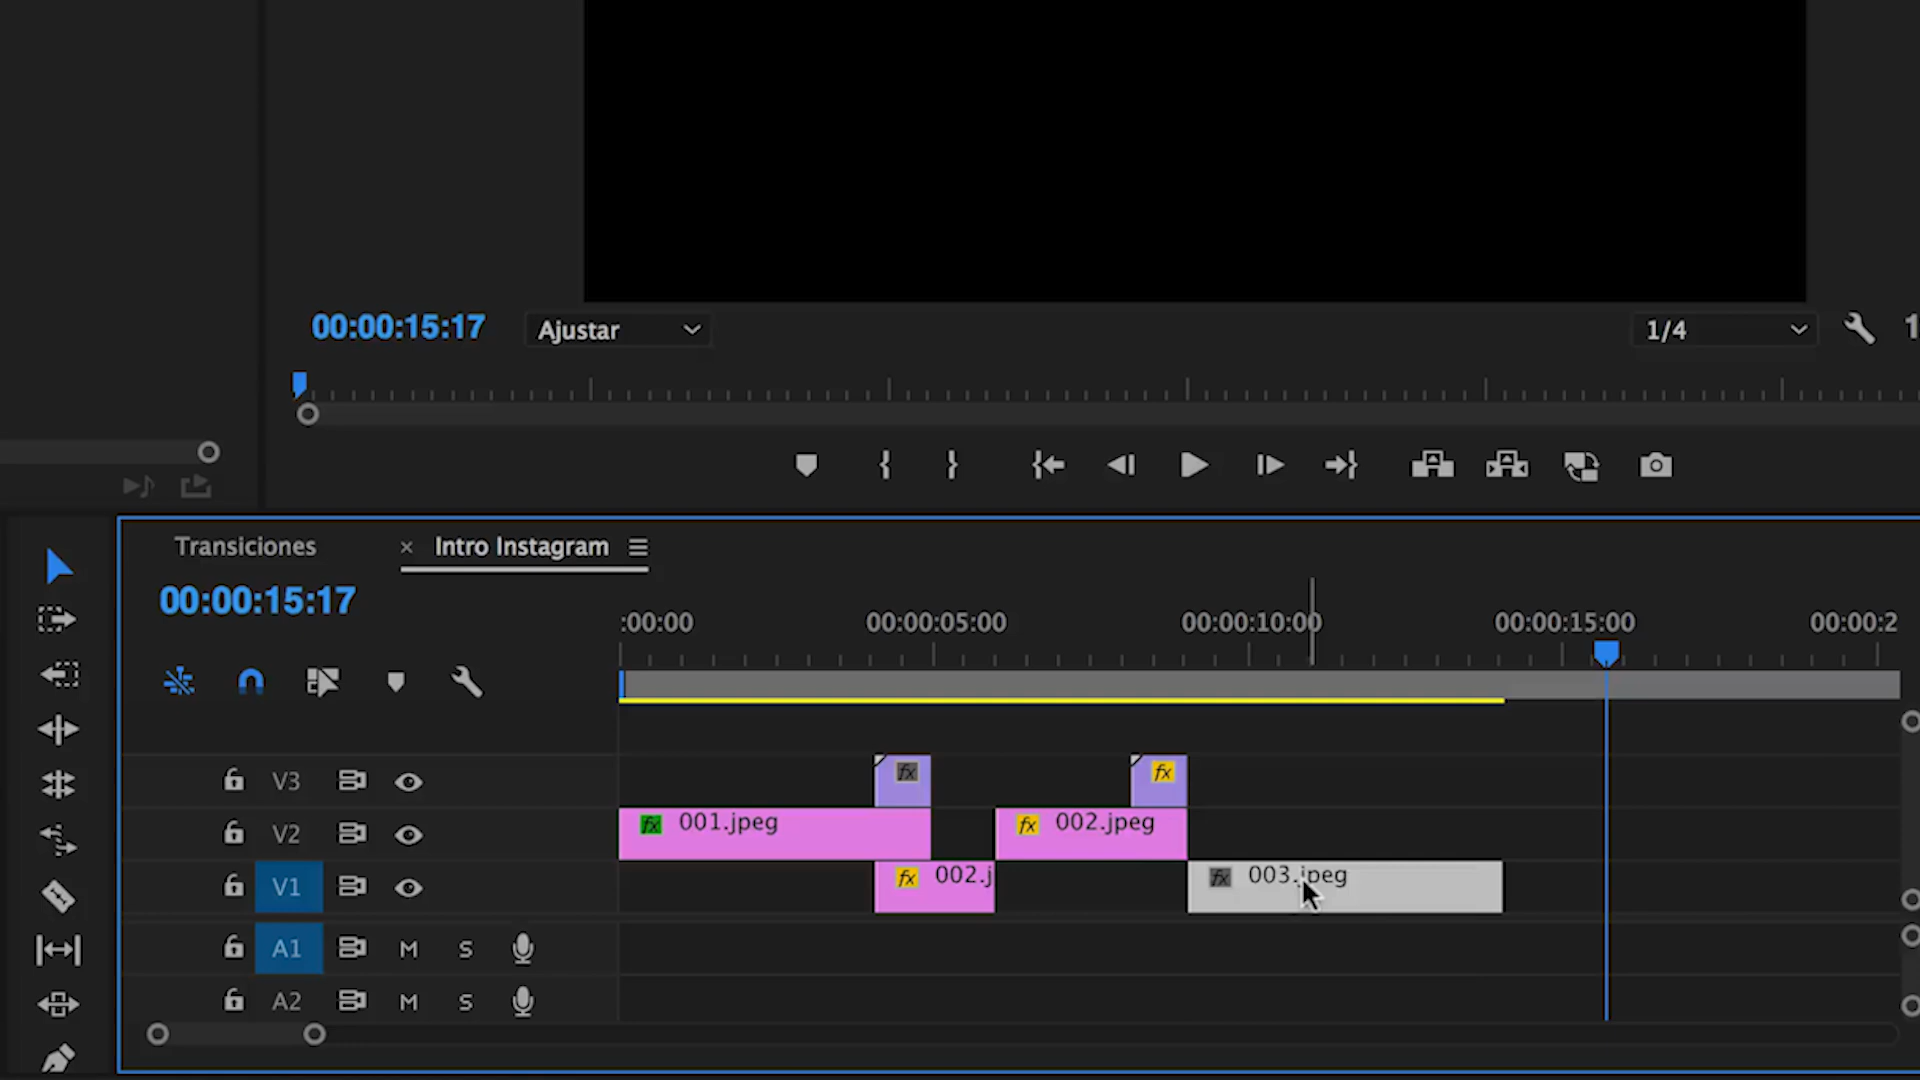 00:00:15:17 Ajustar 1/4 1
Transiciones × Intro Instagram
00:00:15:17
:00:00 00:00:05:00 00:00:10:00 00:00:15:00 00:00:2
V3 fx fx
V2 fx 001.jpeg fx 002.jpeg
V1 fx 002.j fx 003.jpeg
A1 M S
A2 M S